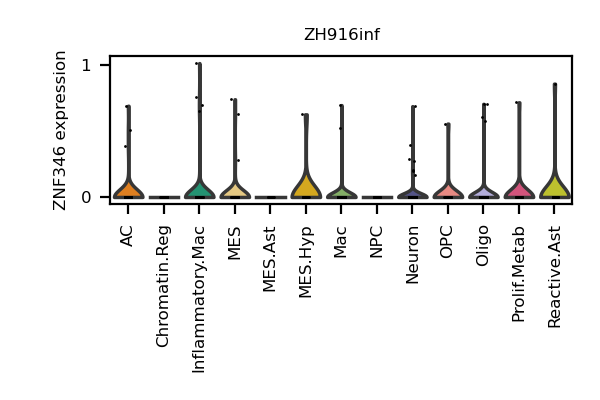 ZH916inf
ZNF346 expression
1
0
AC
Chromatin.Reg
Inflammatory.Mac
MES
MES.Ast
MES.Hyp
Mac
NPC
Neuron
OPC
Oligo
Prolif.Metab
Reactive.Ast